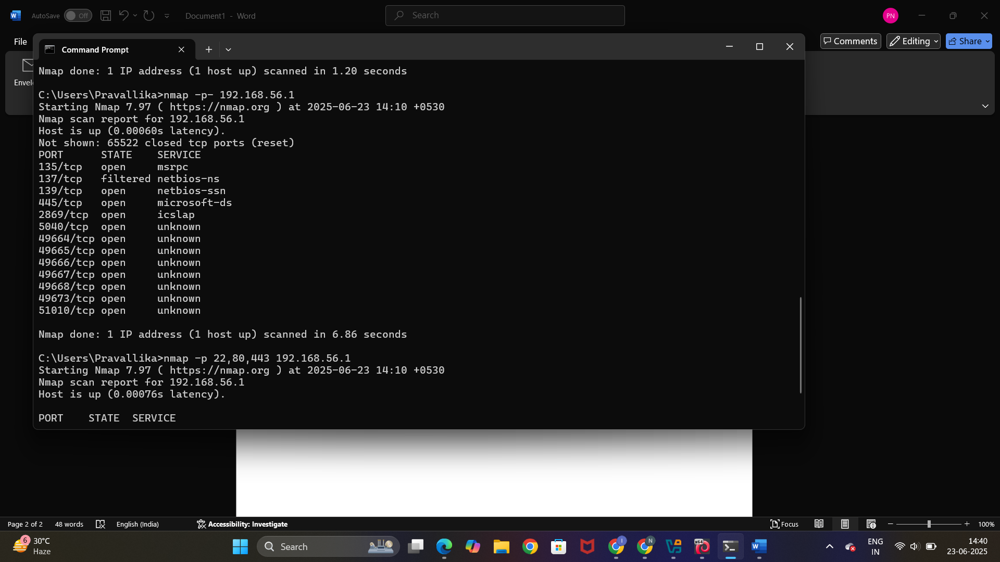 AutoSave Off Document1 - Word Search PN
File Comments Editing Share
Command Prompt
Envel
Nmap done: 1 IP address (1 host up) scanned in 1.20 seconds
C:\Users\Pravallika>nmap -p- 192.168.56.1
Starting Nmap 7.97 ( https://nmap.org ) at 2025-06-23 14:10 +0530
Nmap scan report for 192.168.56.1
Host is up (0.00060s latency).
Not shown: 65522 closed tcp ports (reset)
PORT STATE SERVICE
135/tcp open msrpc
137/tcp filtered netbios-ns
139/tcp open netbios-ssn
445/tcp open microsoft-ds
2869/tcp open icslap
5040/tcp open unknown
49664/tcp open unknown
49665/tcp open unknown
49666/tcp open unknown
49667/tcp open unknown
49668/tcp open unknown
49673/tcp open unknown
51010/tcp open unknown
Nmap done: 1 IP address (1 host up) scanned in 6.86 seconds
C:\Users\Pravallika>nmap -p 22,80,443 192.168.56.1
Starting Nmap 7.97 ( https://nmap.org ) at 2025-06-23 14:10 +0530
Nmap scan report for 192.168.56.1
Host is up (0.00076s latency).
PORT STATE SERVICE
Page 2 of 2 48 words English (India) Accessibility: Investigate Focus 100%
6 30°C
Haze
Search
x64
I
N
ENG
IN
14:40
23-06-2025